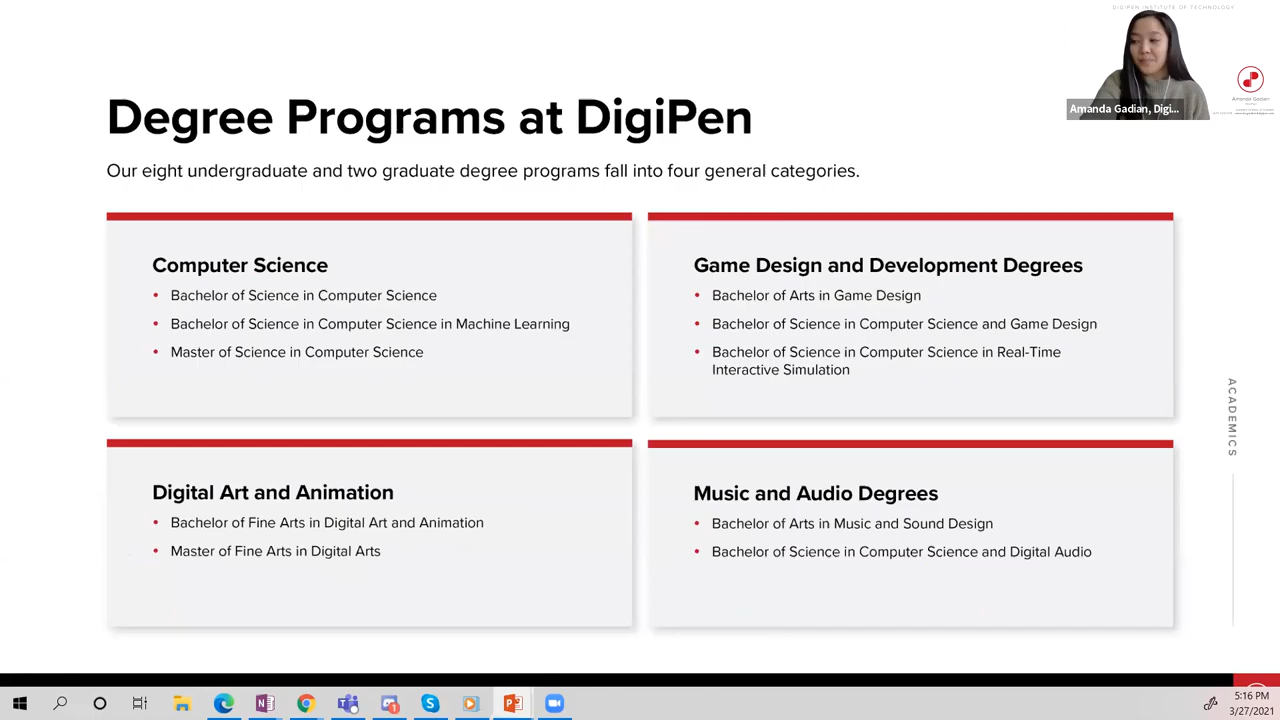 DIGIPEN INSTITUTE OF TECHNOLOGY
Amanda Gadian, Digi...
Amanda Gadian
Degree Programs at DigiPen
Our eight undergraduate and two graduate degree programs fall into four general categories.
Computer Science
• Bachelor of Science in Computer Science
• Bachelor of Science in Computer Science in Machine Learning
• Master of Science in Computer Science
Game Design and Development Degrees
• Bachelor of Arts in Game Design
• Bachelor of Science in Computer Science and Game Design
• Bachelor of Science in Computer Science in Real-Time
Interactive Simulation
Digital Art and Animation
• Bachelor of Fine Arts in Digital Art and Animation
• Master of Fine Arts in Digital Arts
Music and Audio Degrees
• Bachelor of Arts in Music and Sound Design
• Bachelor of Science in Computer Science and Digital Audio
ACADEMICS
5:16 PM
3/27/2021